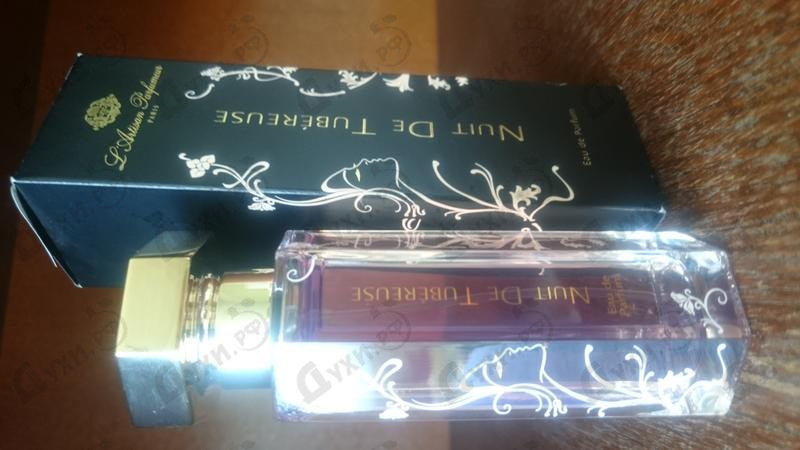 L'Artisan Parfumeur
PARIS
NUIT DE TUBÉREUSE
Eau de Parfum
NUIT DE TUBÉREUSE
Eau de
Parfum
Духи.рф